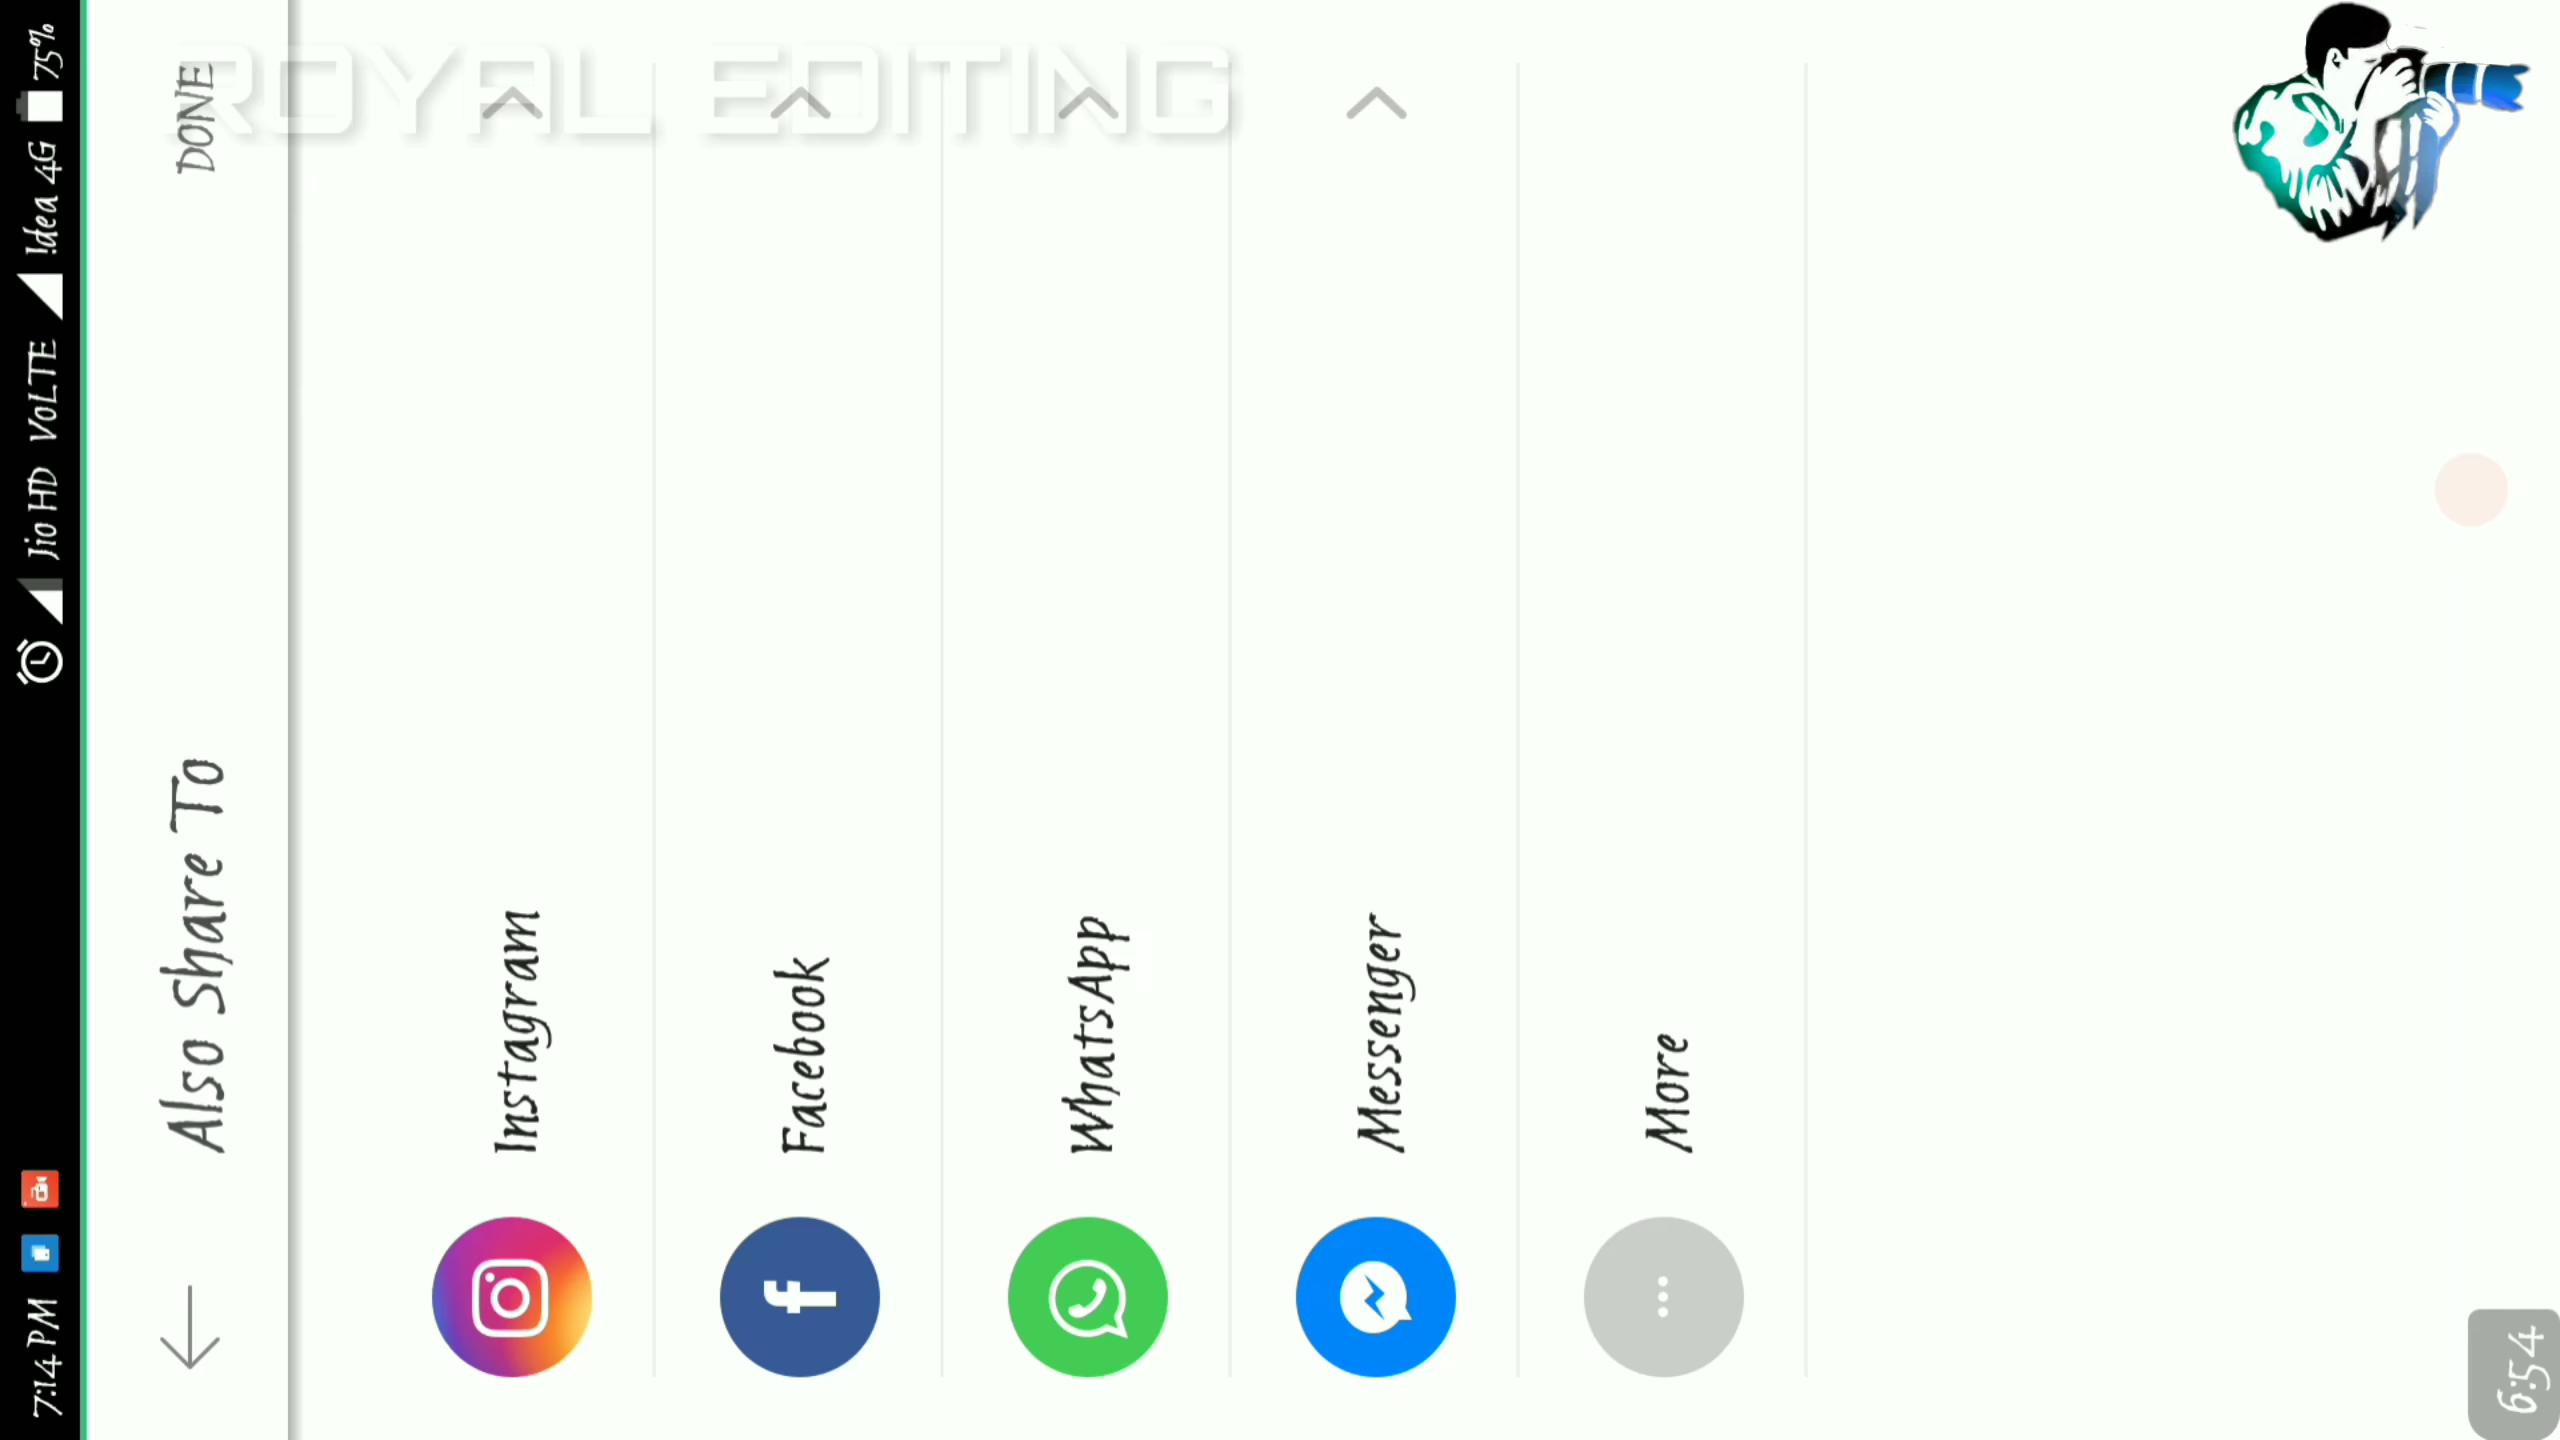 ROYAL EDITING
7:14 PM
Jio HD VoLTE
!dea 4G
75%
Also Share To
DONE
Instagram
Facebook
WhatsApp
Messenger
More
6:54